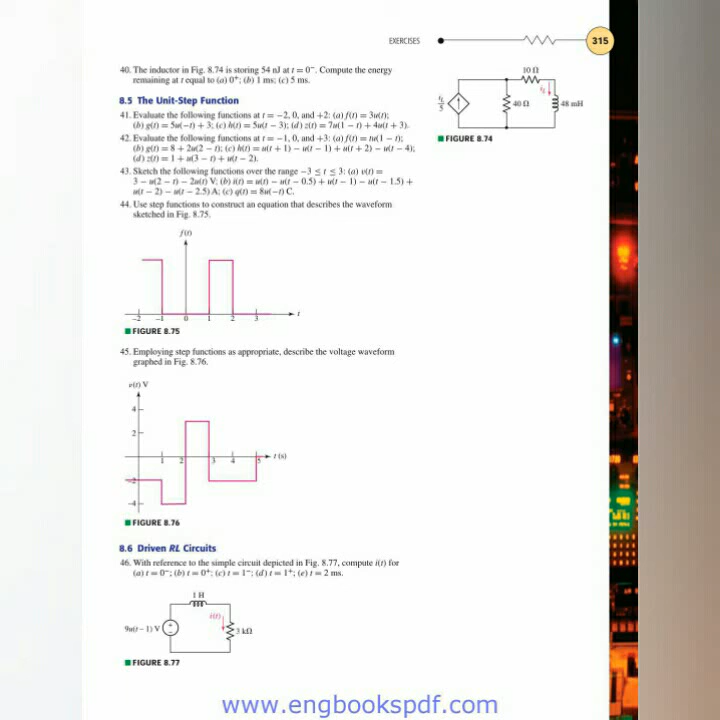 EXERCISES
315
40. The inductor in Fig. 8.74 is storing 54 nJ at t = 0⁻. Compute the energy
remaining at t equal to (a) 0⁺; (b) 1 ms; (c) 5 ms.
10 Ω
40 Ω
48 mH
FIGURE 8.74
8.5 The Unit-Step Function
41. Evaluate the following functions at t = −2, 0, and +2: (a) f(t) = 3u(t);
(b) g(t) = 5u(−t) + 3; (c) h(t) = 5u(t − 3); (d) z(t) = 7u(1 − t) + 4u(t + 3).
42. Evaluate the following functions at t = −1, 0, and +3: (a) f(t) = tu(1 − t);
(b) g(t) = 8 + 2u(2 − t); (c) h(t) = u(t + 1) − u(t − 1) + u(t + 2) − u(t − 4);
(d) z(t) = 1 + u(3 − t) + u(t − 2).
43. Sketch the following functions over the range −3 ≤ t ≤ 3: (a) v(t) =
3 − u(2 − t) − 2u(t) V; (b) i(t) = u(t) − u(t − 0.5) + u(t − 1) − u(t − 1.5) +
u(t − 2) − u(t − 2.5) A; (c) q(t) = 8u(−t) C.
44. Use step functions to construct an equation that describes the waveform
sketched in Fig. 8.75.
f(t)
−2 −1 0 1 2 3 t
FIGURE 8.75
45. Employing step functions as appropriate, describe the voltage waveform
graphed in Fig. 8.76.
v(t) V
4
2
1 2 3 4 5 t (s)
−2
−4
FIGURE 8.76
8.6 Driven RL Circuits
46. With reference to the simple circuit depicted in Fig. 8.77, compute i(t) for
(a) t = 0⁻; (b) t = 0⁺; (c) t = 1⁻; (d) t = 1⁺; (e) t = 2 ms.
1 H
i(t)
9u(t − 1) V
3 kΩ
FIGURE 8.77
www.engbookspdf.com